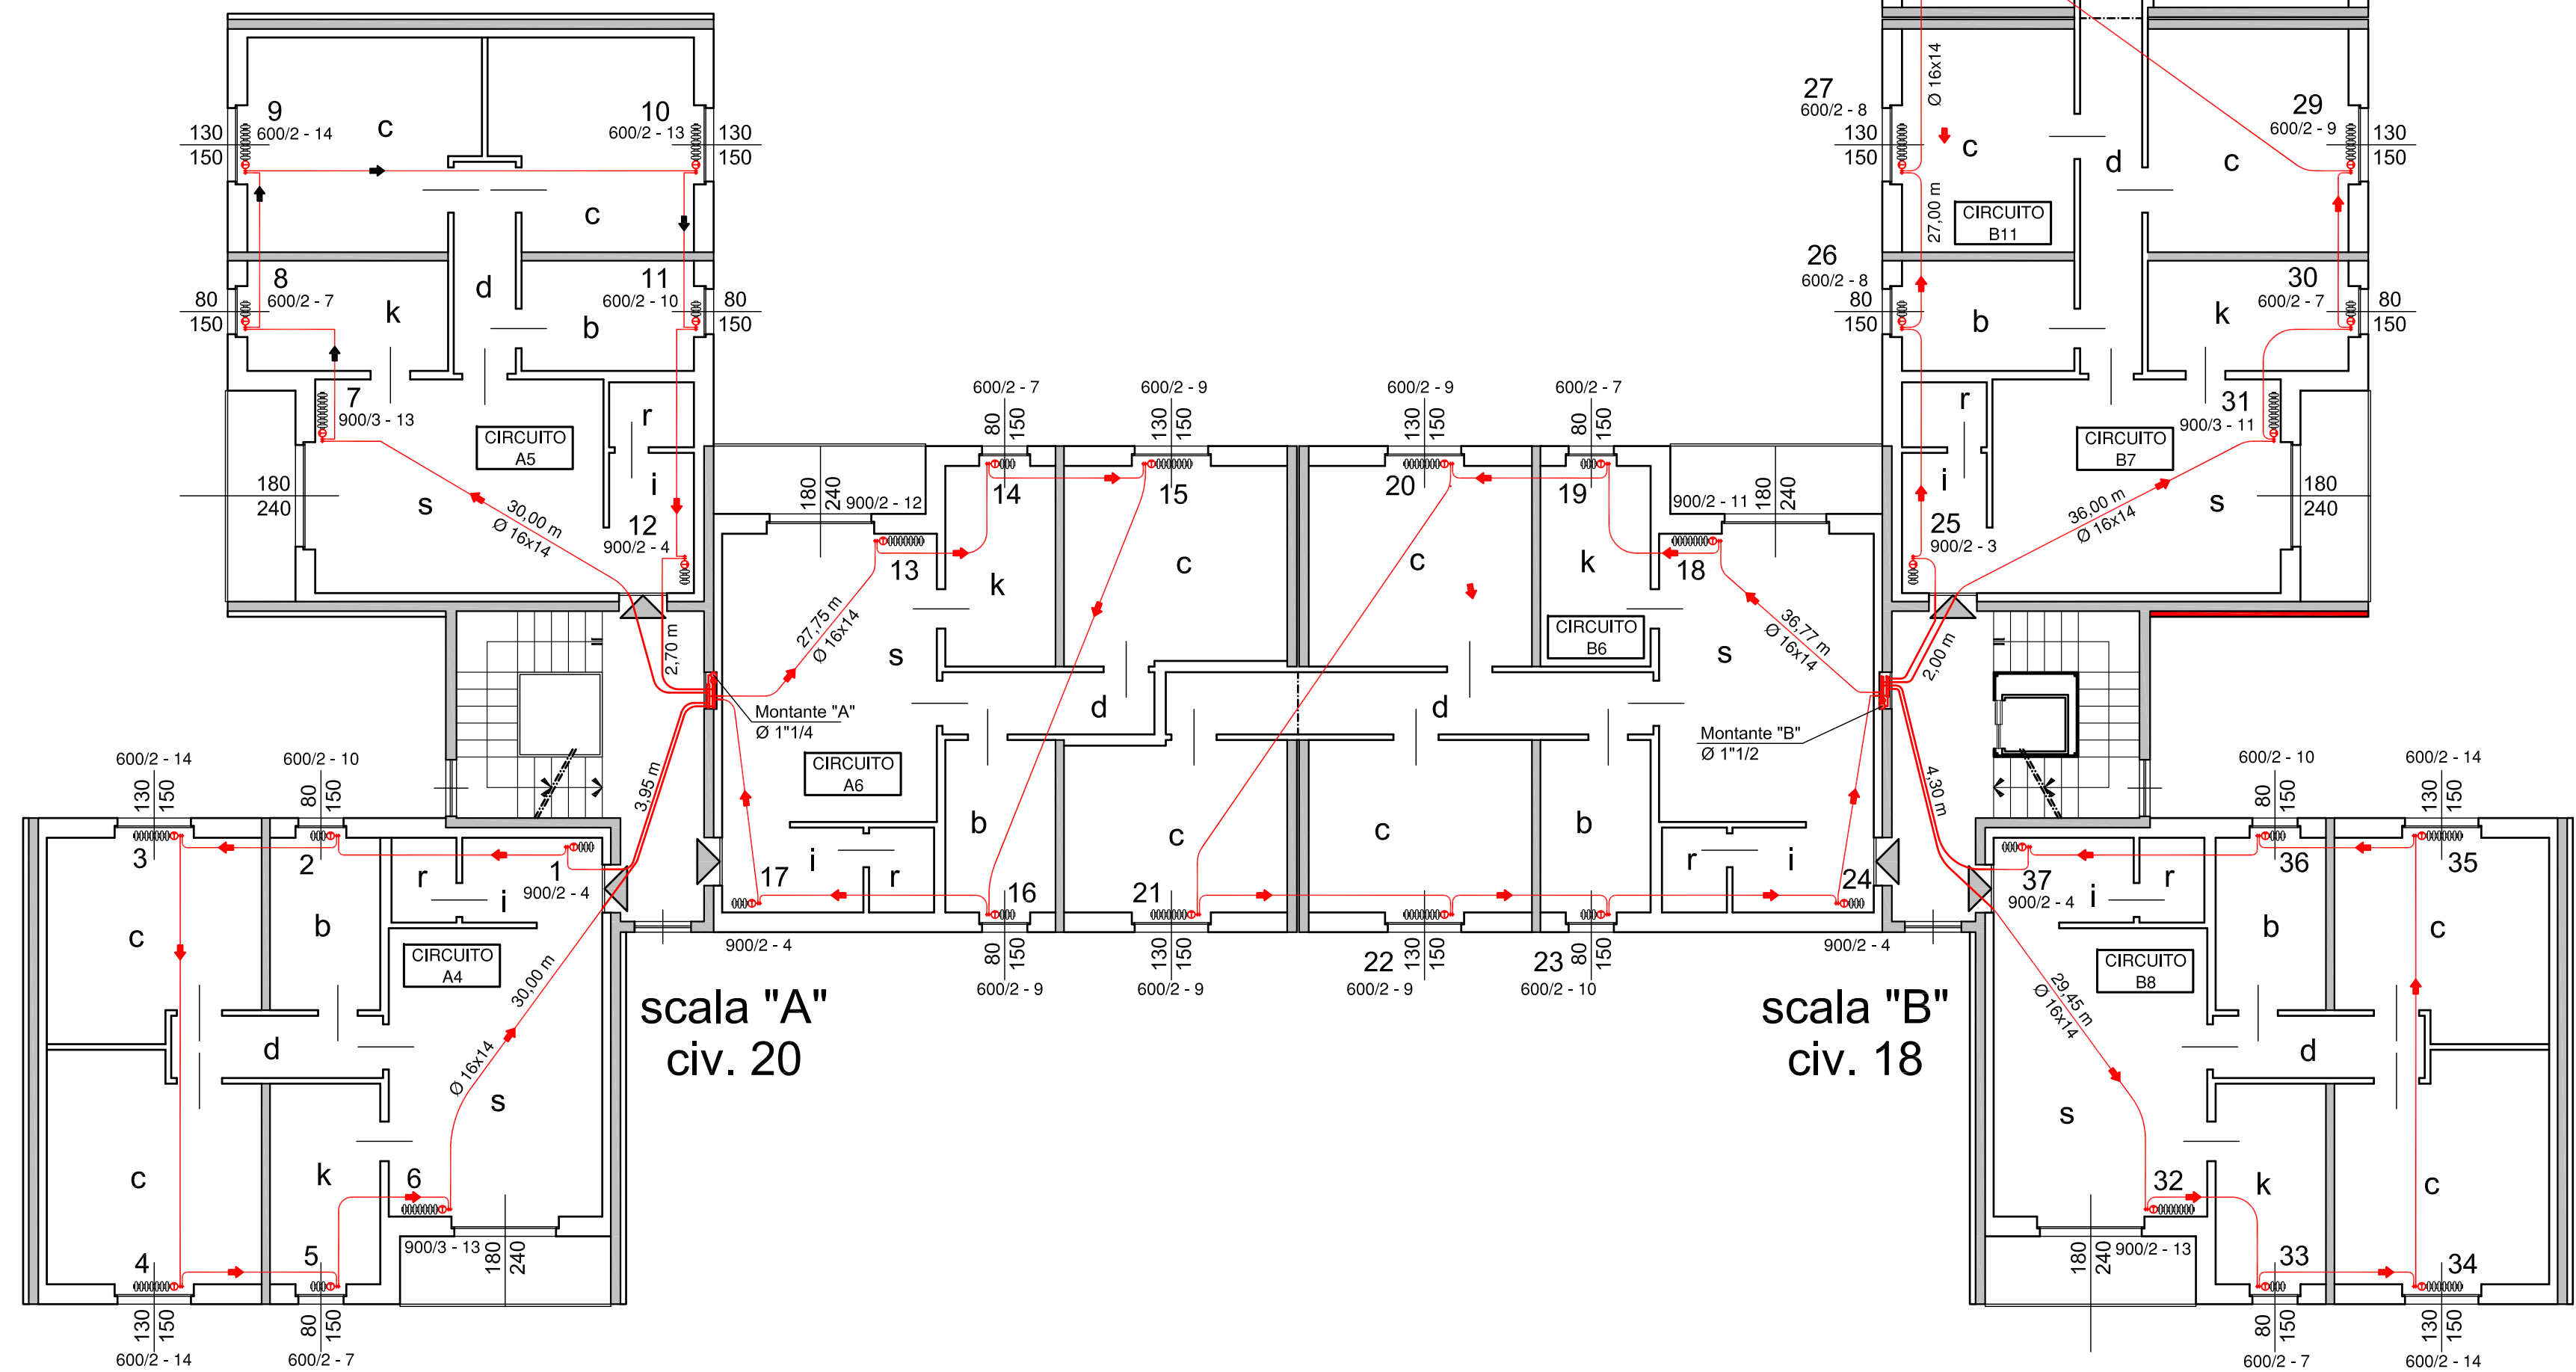 9
600/2 - 14
130
150
c
10
600/2 - 13
130
150
c
8
600/2 - 7
80
150
k
d
11
600/2 - 10
80
150
b
7
900/3 - 13
CIRCUITO
A5
r
i
s
180
240
30,00 m
Ø 16x14
12
900/2 - 4
2,70 m
3,95 m
Montante "A"
Ø 1"1/4
600/2 - 14
130
150
3
600/2 - 10
80
150
2
1
900/2 - 4
r
i
c
b
CIRCUITO
A4
30,00 m
Ø 16x14
d
s
c
k
6
4
5
900/3 - 13
180
240
130
150
600/2 - 14
80
150
600/2 - 7
180
240
900/2 - 12
600/2 - 7
80
150
14
600/2 - 9
130
150
15
13
k
c
27,75 m
Ø 16x14
s
d
CIRCUITO
A6
b
c
i
r
17
16
21
900/2 - 4
80
150
600/2 - 9
130
150
600/2 - 9
scala "A"
civ. 20
600/2 - 9
130
150
20
600/2 - 7
80
150
19
900/2 - 11
180
240
18
c
k
CIRCUITO
B6
36,77 m
Ø 16x14
s
d
Montante "B"
Ø 1"1/2
c
b
r
i
24
22
130
150
600/2 - 9
23
80
150
600/2 - 10
900/2 - 4
scala "B"
civ. 18
27
600/2 - 8
130
150
Ø 16x14
c
d
29
600/2 - 9
130
150
c
27,00 m
CIRCUITO
B11
26
600/2 - 8
80
150
b
30
600/2 - 7
80
150
k
r
i
31
900/3 - 11
CIRCUITO
B7
25
900/2 - 3
36,00 m
Ø 16x14
s
180
240
2,00 m
4,30 m
600/2 - 10
80
150
600/2 - 14
130
150
36
35
37
900/2 - 4
r
i
b
c
CIRCUITO
B8
29,45 m
Ø 16x14
d
s
c
32
k
33
34
180
240
900/2 - 13
80
150
600/2 - 7
130
150
600/2 - 14